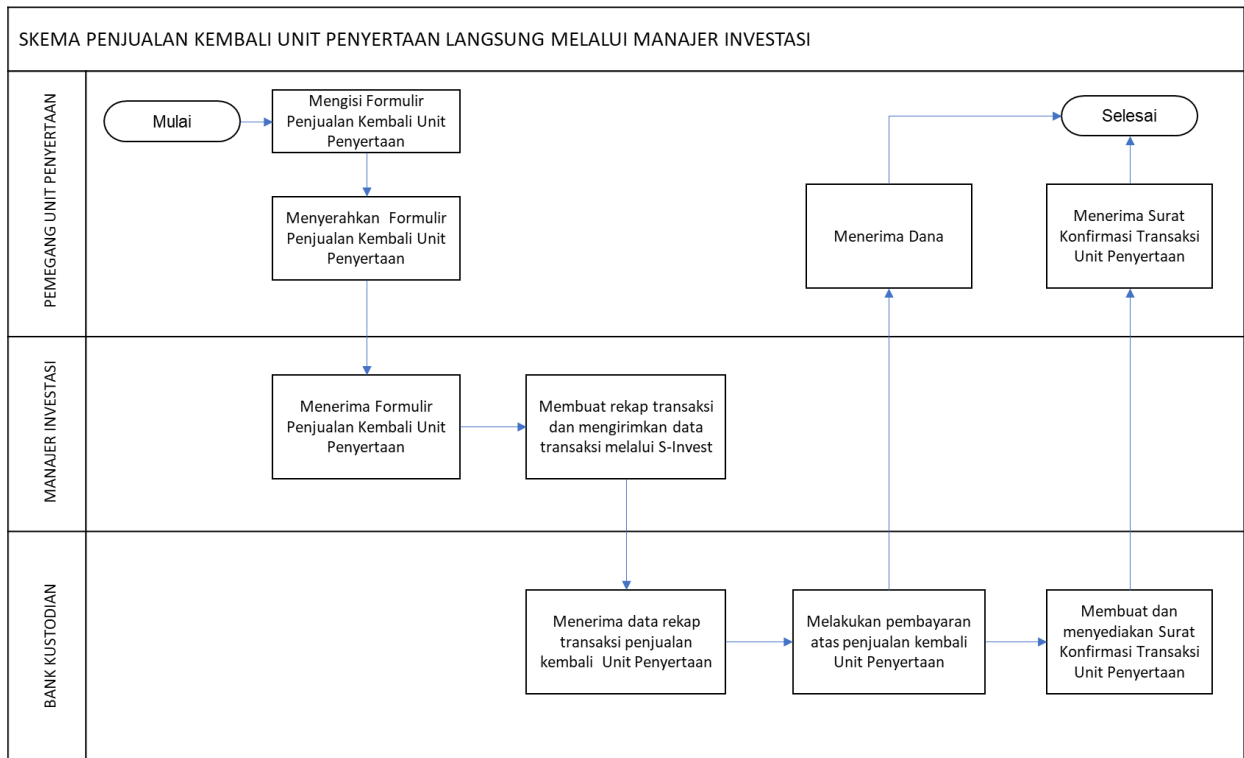 SKEMA PENJUALAN KEMBALI UNIT PENYERTAAN LANGSUNG MELALUI MANAJER INVESTASI
PEMEGANG UNIT PENYERTAAN
Mulai
Mengisi Formulir
Penjualan Kembali Unit
Penyertaan
Selesai
Menyerahkan Formulir
Penjualan Kembali Unit
Penyertaan
Menerima Dana
Menerima Surat
Konfirmasi Transaksi
Unit Penyertaan
MANAJER INVESTASI
Menerima Formulir
Penjualan Kembali Unit
Penyertaan
Membuat rekap transaksi
dan mengirimkan data
transaksi melalui S-Invest
BANK KUSTODIAN
Menerima data rekap
transaksi penjualan
kembali Unit Penyertaan
Melakukan pembayaran
atas penjualan kembali
Unit Penyertaan
Membuat dan
menyediakan Surat
Konfirmasi Transaksi
Unit Penyertaan